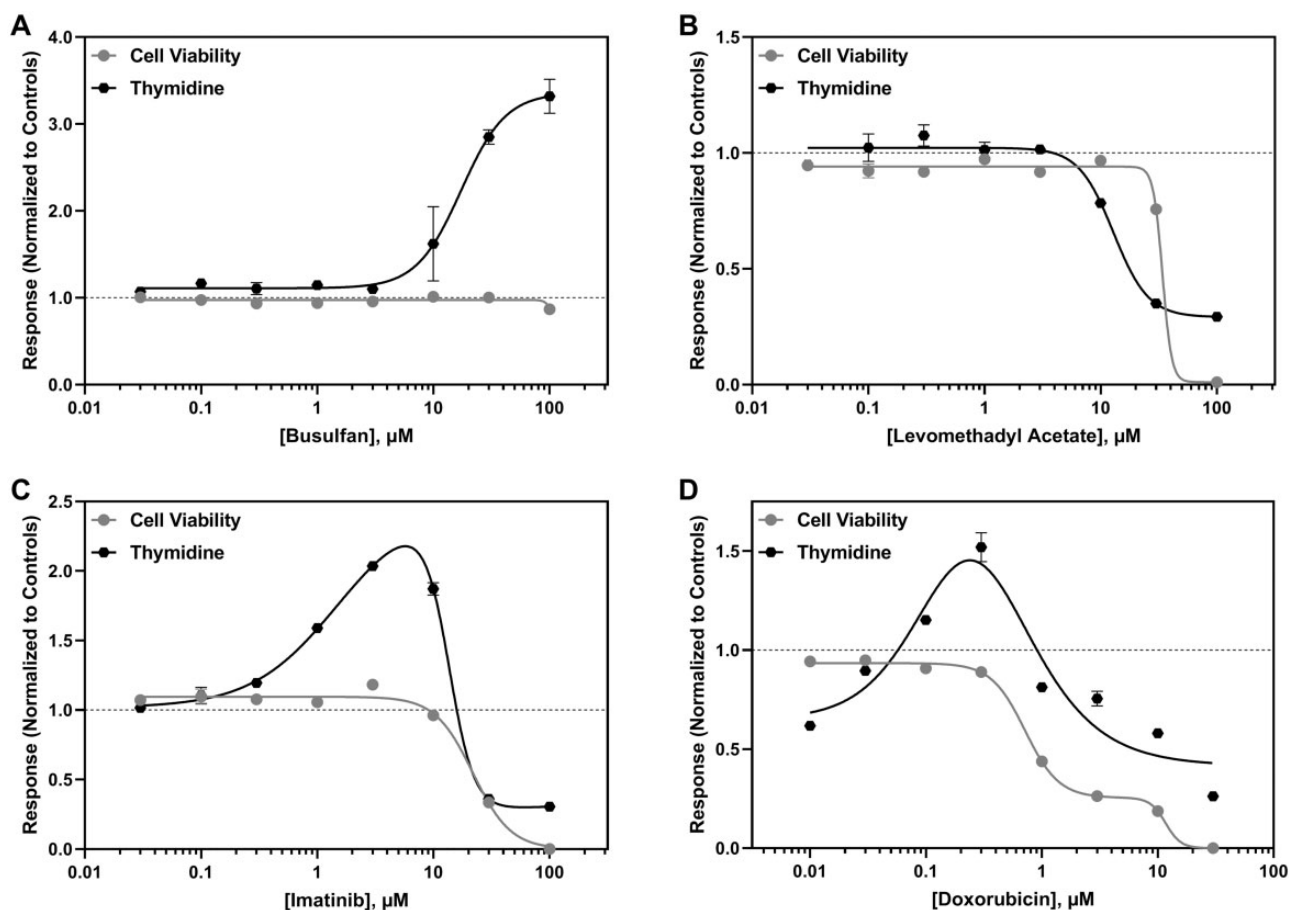 A
Response (Normalized to Controls)
4.0
3.0
2.0
1.0
0.0
Cell Viability
Thymidine
0.01
0.1
1
10
100
[Busulfan], µM
B
Response (Normalized to Controls)
1.5
1.0
0.5
0.0
Cell Viability
Thymidine
0.01
0.1
1
10
100
[Levomethadyl Acetate], µM
C
Response (Normalized to Controls)
2.5
2.0
1.5
1.0
0.5
0.0
Cell Viability
Thymidine
0.01
0.1
1
10
100
[Imatinib], µM
D
Response (Normalized to Controls)
1.5
1.0
0.5
0.0
Cell Viability
Thymidine
0.01
0.1
1
10
100
[Doxorubicin], µM